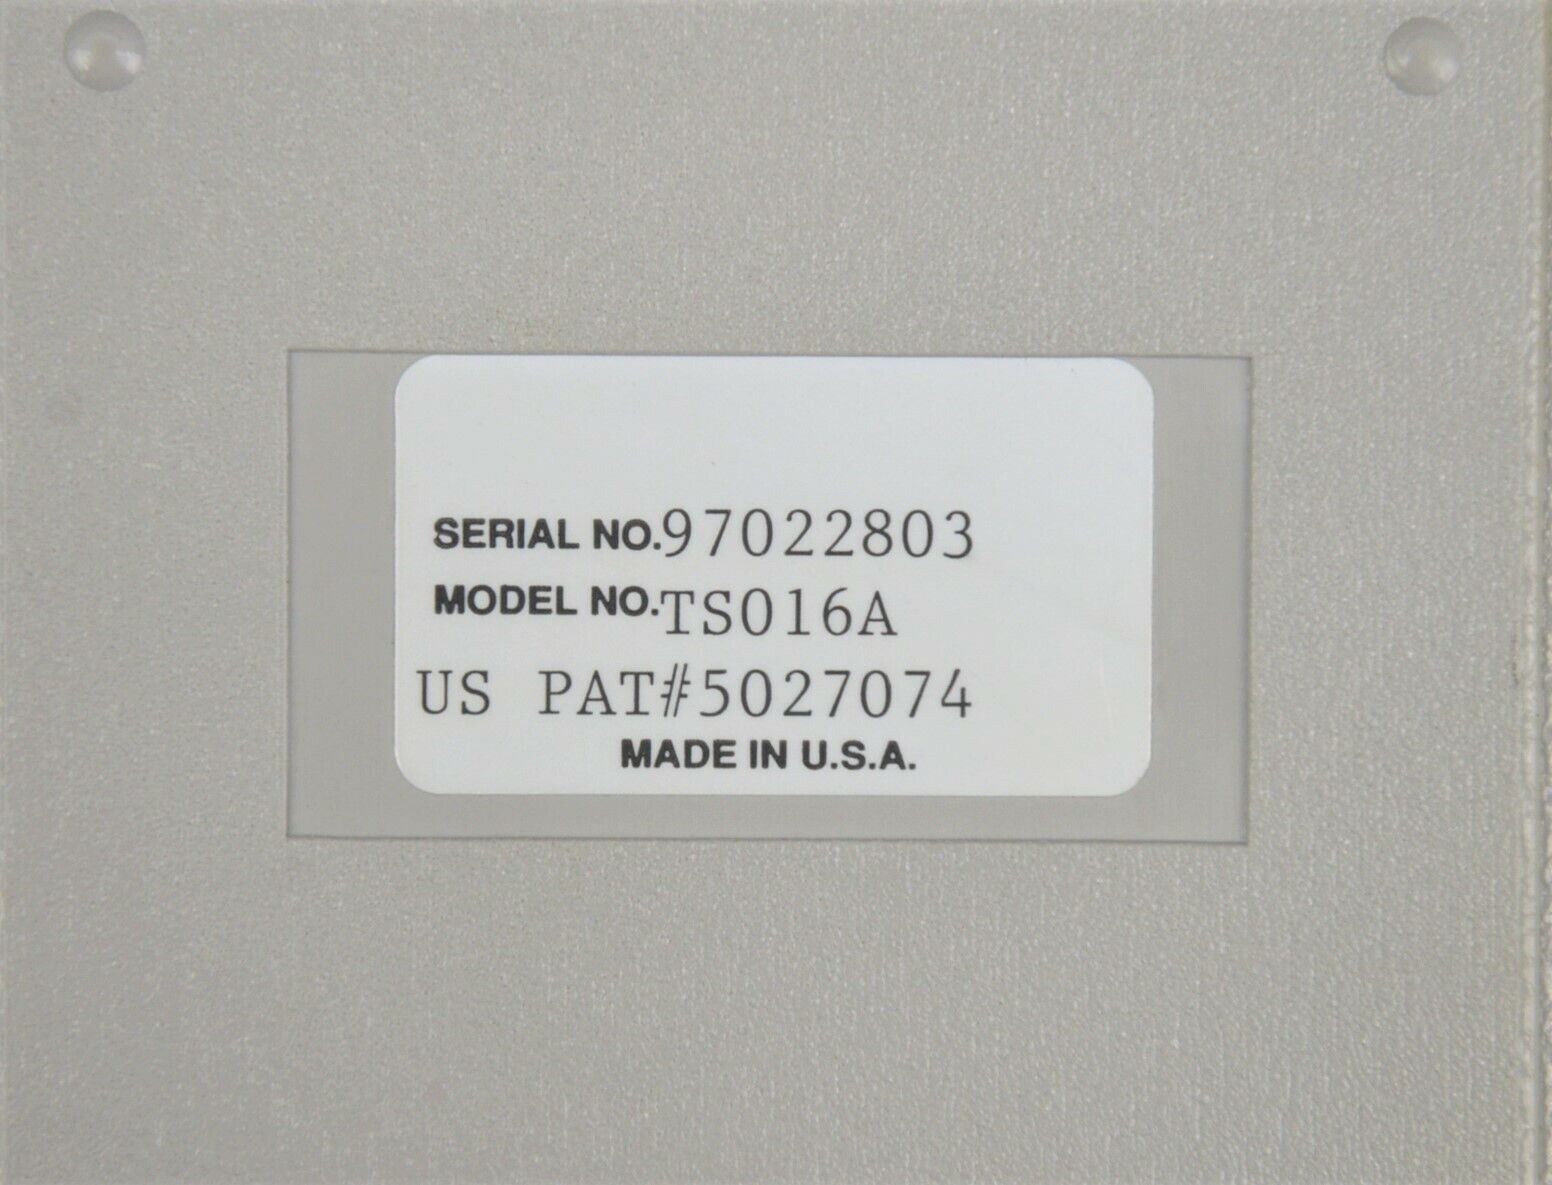 SERIAL NO.97022803
MODEL NO.TS016A
US PAT#5027074
MADE IN U.S.A.